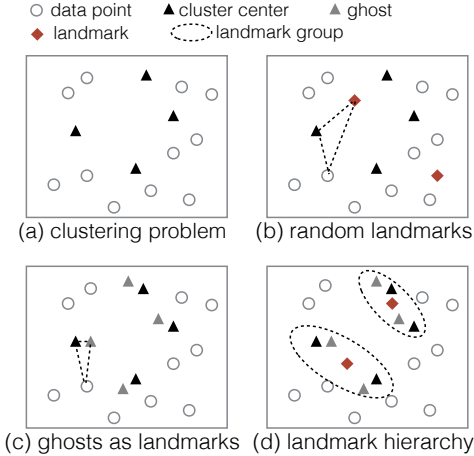 data point cluster center ghost
landmark landmark group
(a) clustering problem (b) random landmarks
(c) ghosts as landmarks (d) landmark hierarchy